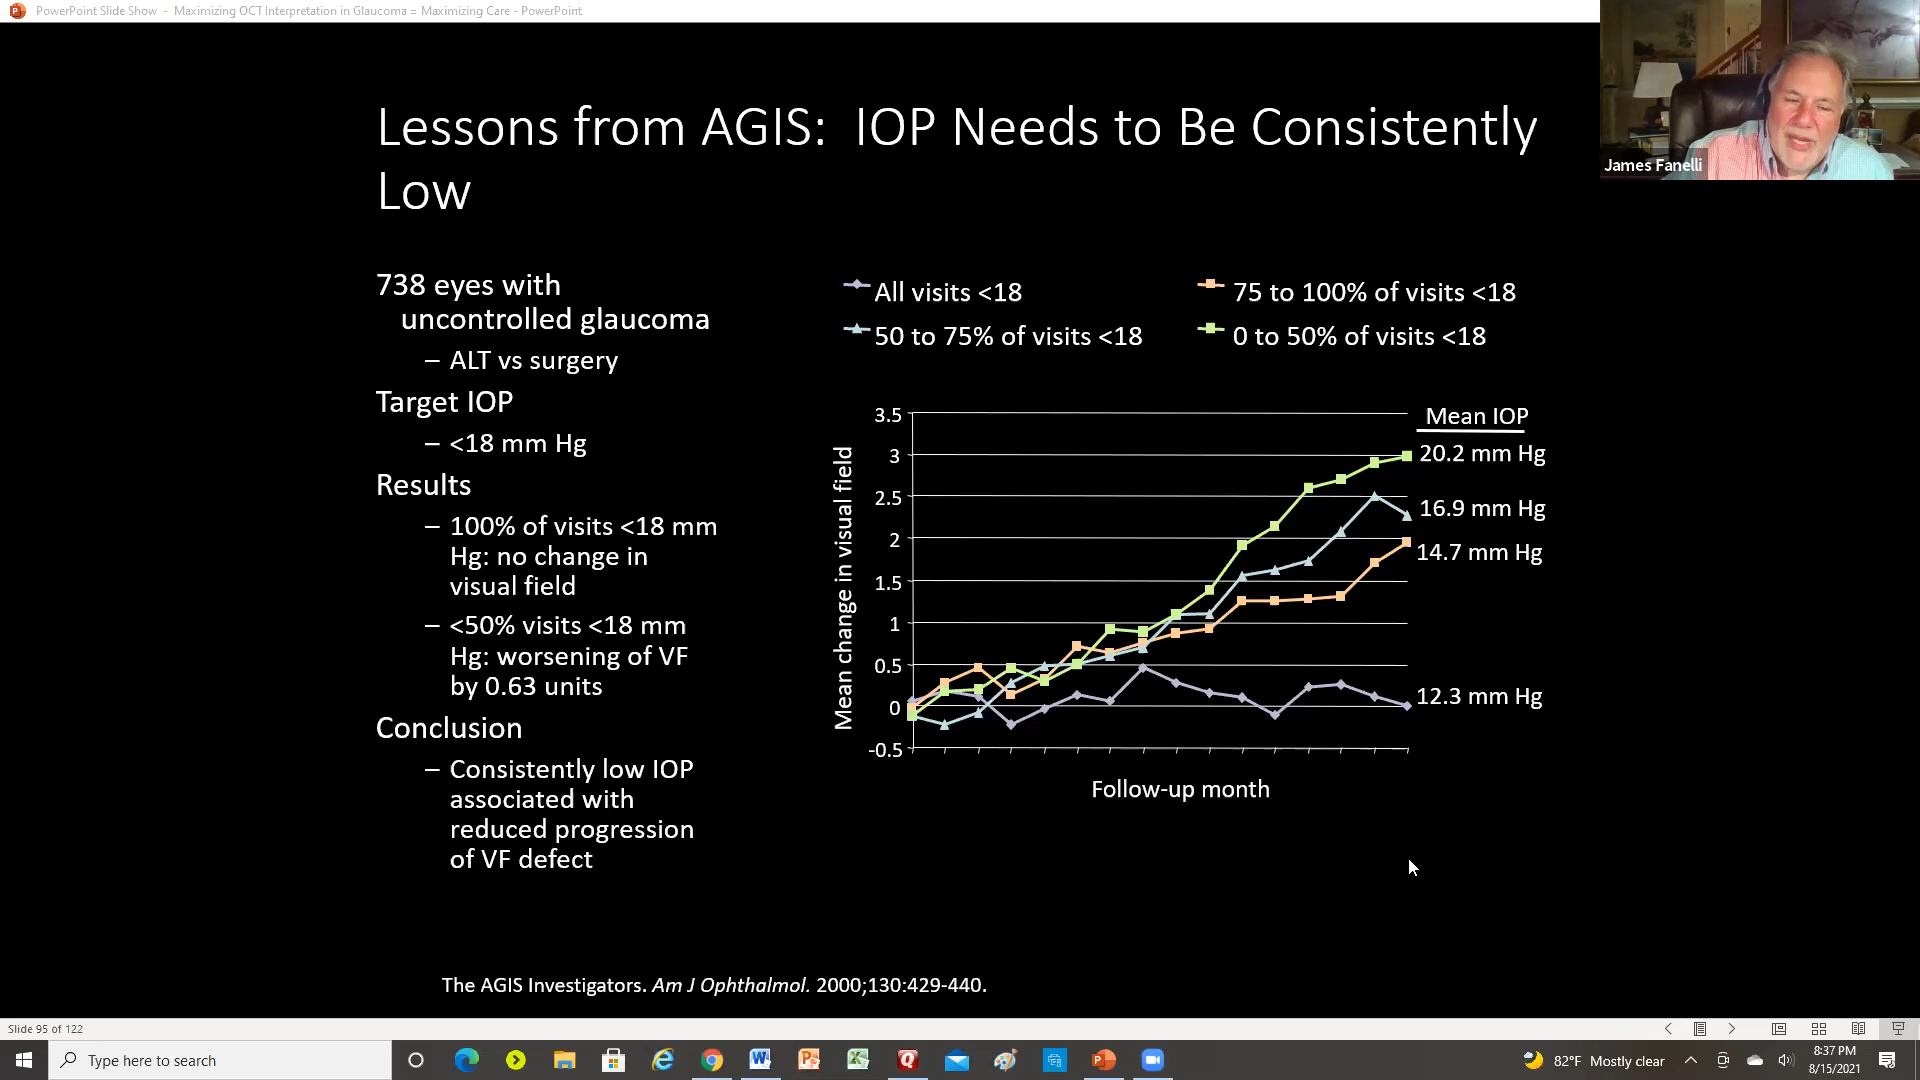 PowerPoint Slide Show - Maximizing OCT Interpretation in Glaucoma = Maximizing Care - PowerPoint
James Fanelli
Lessons from AGIS: IOP Needs to Be Consistently
Low
738 eyes with
uncontrolled glaucoma
– ALT vs surgery
Target IOP
– <18 mm Hg
Results
– 100% of visits <18 mm
Hg: no change in
visual field
– <50% visits <18 mm
Hg: worsening of VF
by 0.63 units
Conclusion
– Consistently low IOP
associated with
reduced progression
of VF defect
All visits <18
75 to 100% of visits <18
50 to 75% of visits <18
0 to 50% of visits <18
Mean change in visual field
3.5
3
2.5
2
1.5
1
0.5
0
-0.5
Mean IOP
20.2 mm Hg
16.9 mm Hg
14.7 mm Hg
12.3 mm Hg
Follow-up month
The AGIS Investigators. Am J Ophthalmol. 2000;130:429-440.
Slide 95 of 122
Type here to search
82°F Mostly clear
8:37 PM
8/15/2021